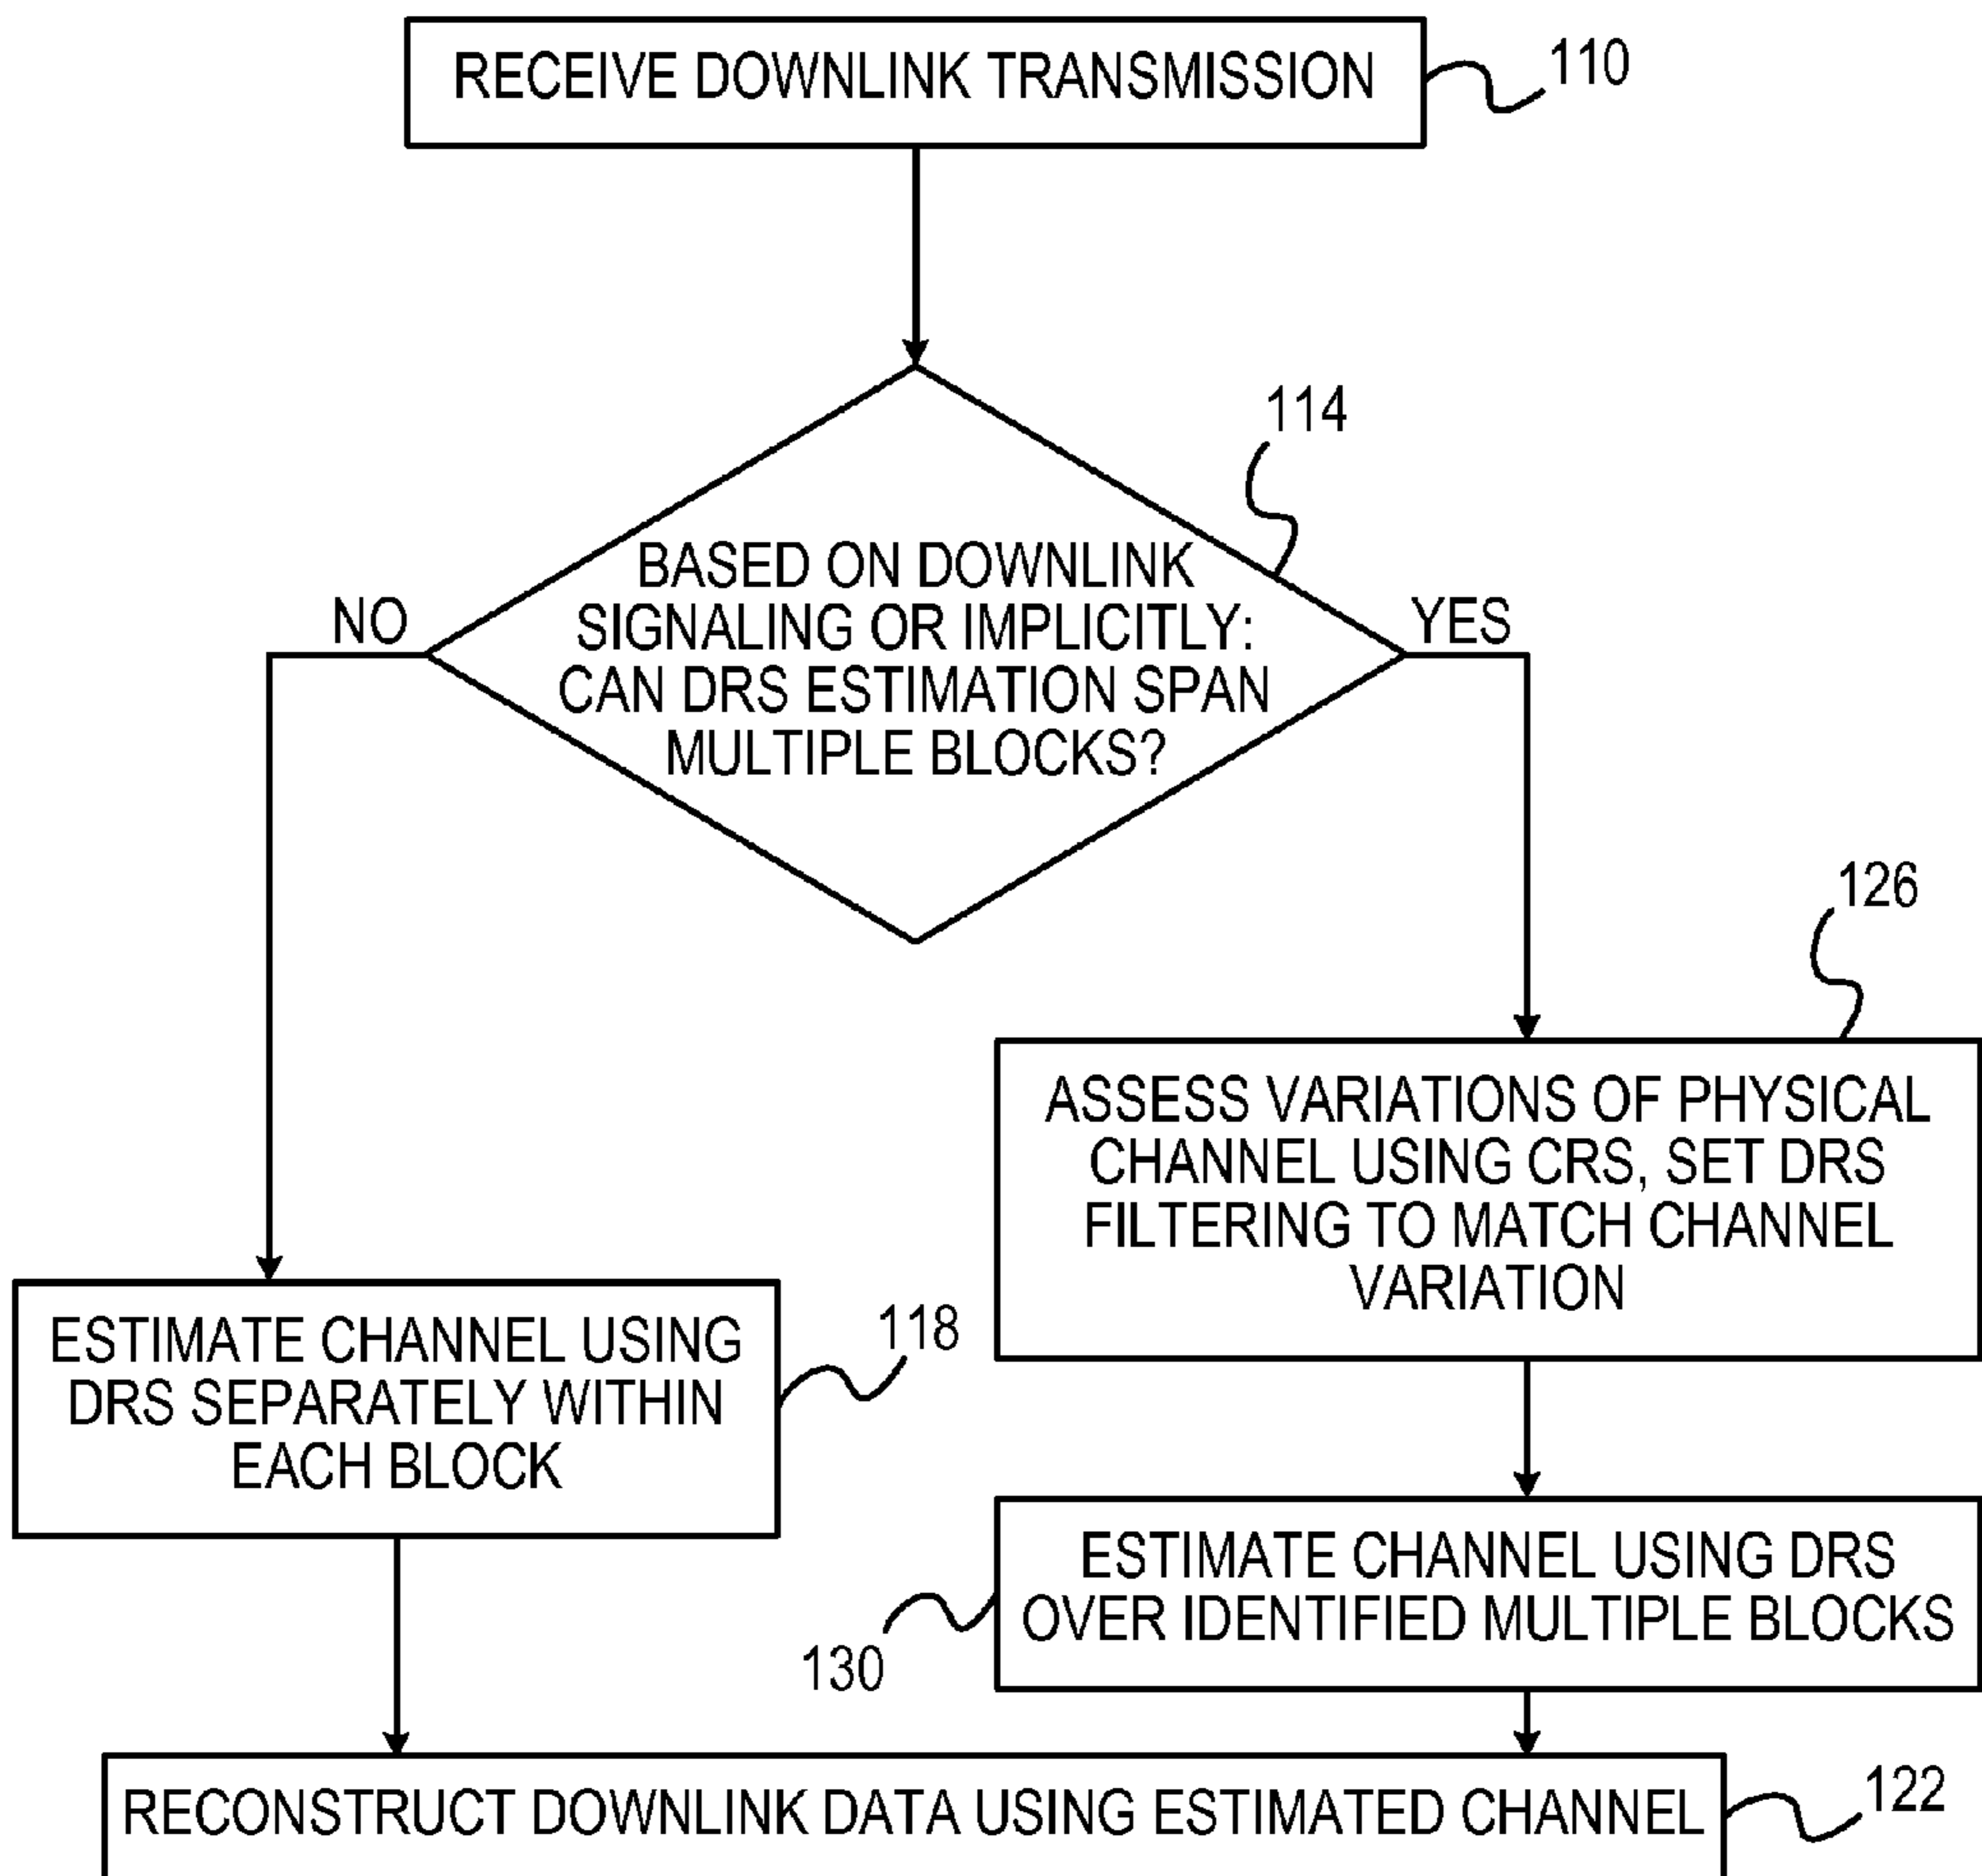 RECEIVE DOWNLINK TRANSMISSION
110
114
BASED ON DOWNLINK
SIGNALING OR IMPLICITLY:
CAN DRS ESTIMATION SPAN
MULTIPLE BLOCKS?
NO
YES
126
ASSESS VARIATIONS OF PHYSICAL
CHANNEL USING CRS, SET DRS
FILTERING TO MATCH CHANNEL
VARIATION
ESTIMATE CHANNEL USING
DRS SEPARATELY WITHIN
EACH BLOCK
118
ESTIMATE CHANNEL USING DRS
OVER IDENTIFIED MULTIPLE BLOCKS
130
RECONSTRUCT DOWNLINK DATA USING ESTIMATED CHANNEL
122